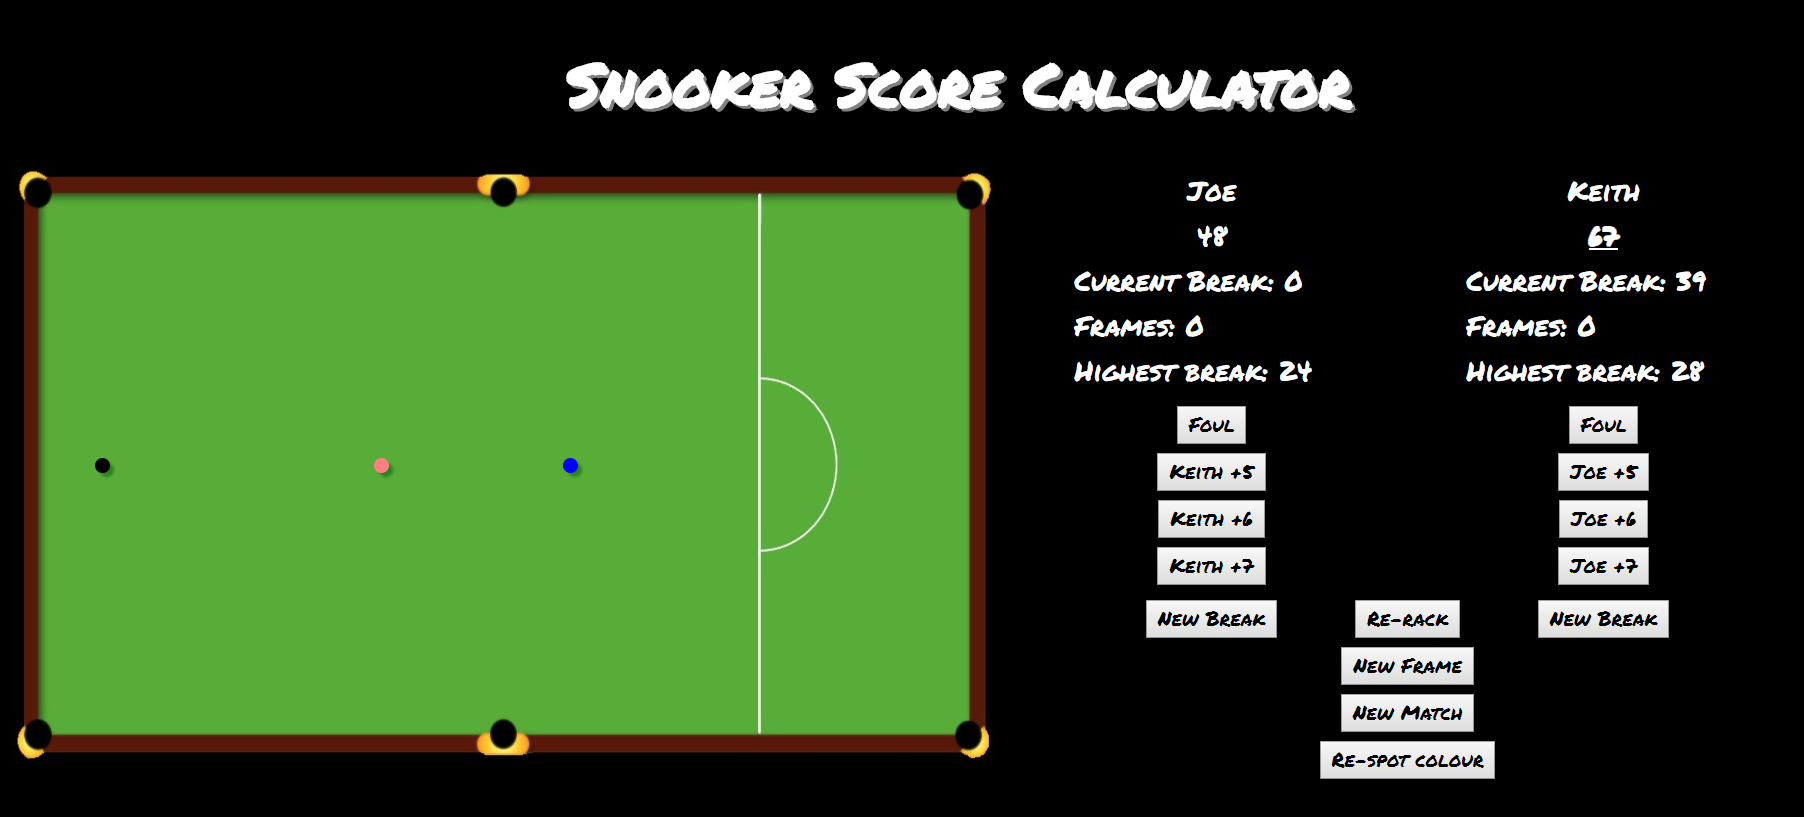 Snooker Score Calculator
Joe
48
Current Break: 0
Frames: 0
Highest break: 24
Foul
Keith +5
Keith +6
Keith +7
New Break
Keith
67
Current Break: 39
Frames: 0
Highest break: 28
Foul
Joe +5
Joe +6
Joe +7
New Break
Re-rack
New Frame
New Match
Re-spot colour